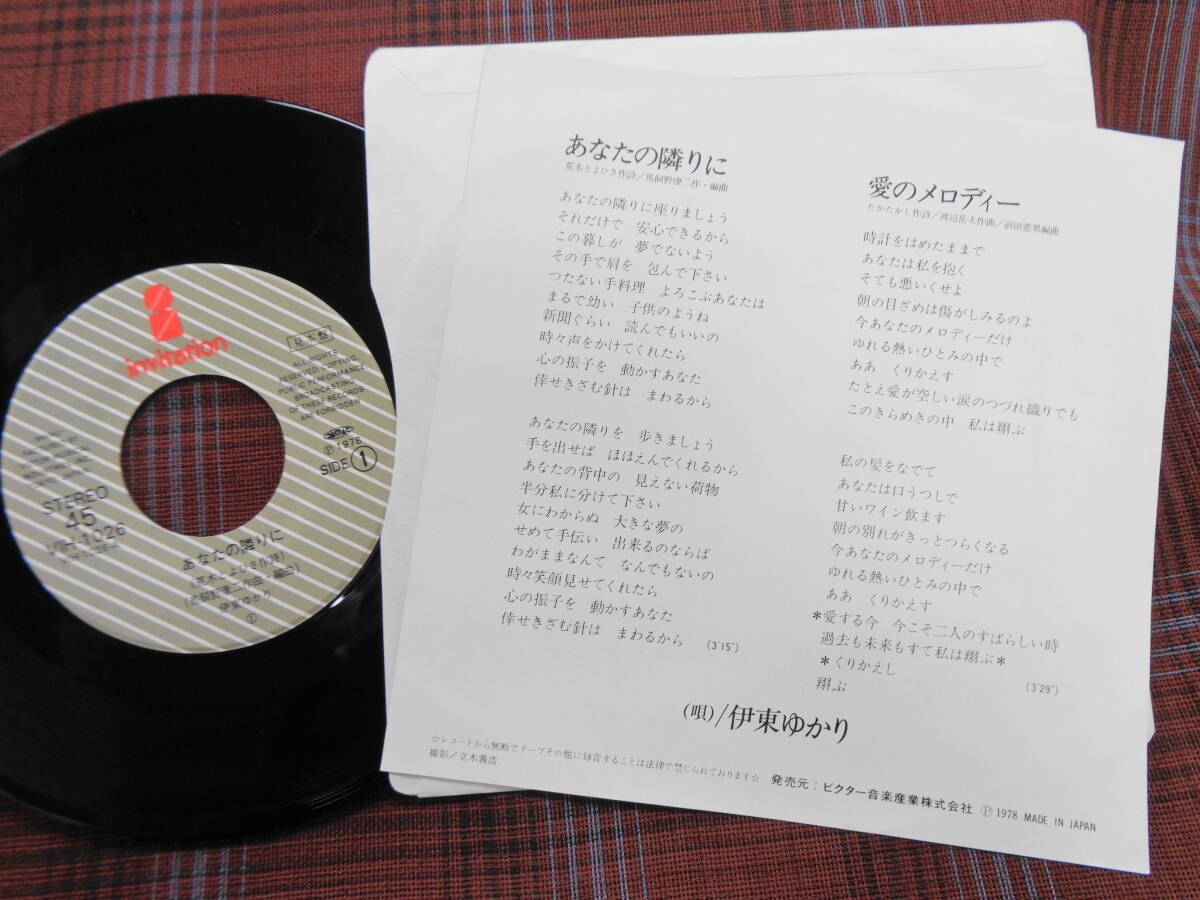 invitation
見本盤
ALL RIGHTS
RESERVED. COPYING,
PUBLIC PERFORMANCE,
BROADCASTING
OF THESE RECORDS
ARE FORBIDDEN
Ⓟ 1978
SIDE ①
STEREO
45
VIH-1026
あなたの隣りに
(荒木とよひさ作詩)
(馬飼野康二作曲・編曲)
伊東ゆかり
①
あなたの隣りに
荒木とよひさ作詩/馬飼野康二作・編曲
あなたの隣りに座りましょう
それだけで 安心できるから
この暮しが 夢でないよう
その手で肩を 包んで下さい
つたない手料理 よろこぶあなたは
まるで幼い 子供のようね
新聞ぐらい 読んでもいいの
時々声をかけてくれたら
心の振子を 動かすあなた
倖せきざむ針は まわるから
あなたの隣りを 歩きましょう
手を出せば ほほえんでくれるから
あなたの背中の 見えない荷物
半分私に分けて下さい
女にわからぬ 大きな夢の
せめて手伝い 出来るのならば
わがままなんて なんでもないの
時々笑顔見せてくれたら
心の振子を 動かすあなた
倖せきざむ針は まわるから (3'15")
愛のメロディー
たかたかし作詩/渡辺岳夫作曲/前田憲男編曲
時計をはめたままで
あなたは私を抱く
そても悪いくせよ
朝の目ざめは傷がしみるのよ
今あなたのメロディーだけ
ゆれる熱いひとみの中で
ああ くりかえす
たとえ愛が空しい涙のつづれ織りでも
このきらめきの中 私は翔ぶ
私の髪をなでて
あなたは口うつしで
甘いワイン飲ます
朝の別れがきっとつらくなる
今あなたのメロディーだけ
ゆれる熱いひとみの中で
ああ くりかえす
*愛する今 今こそ二人のすばらしい時
過去も未来もすて私は翔ぶ*
*くりかえし
翔ぶ (3'29")
(唄)/伊東ゆかり
☆レコードから無断でテープその他に録音することは法律で禁じられております☆
撮影/立木義浩
発売元:ビクター音楽産業株式会社 Ⓟ 1978 MADE IN JAPAN